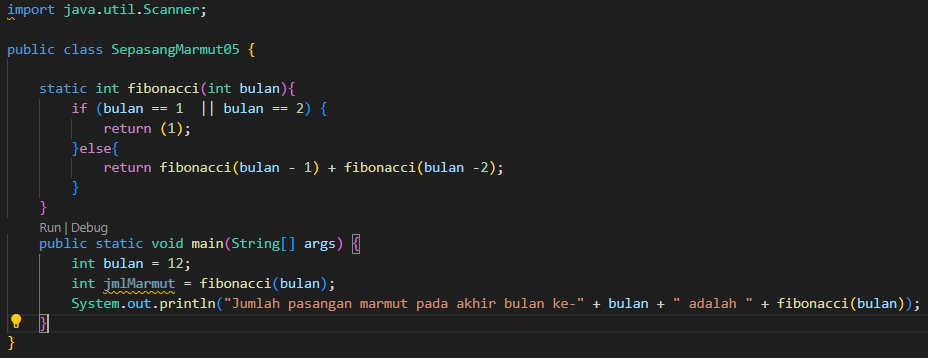 import java.util.Scanner;
public class SepasangMarmut05 {
static int fibonacci(int bulan){
if (bulan == 1  || bulan == 2) {
return (1);
}else{
return fibonacci(bulan - 1) + fibonacci(bulan -2);
}
}
Run | Debug
public static void main(String[] args) {
int bulan = 12;
int jmlMarmut = fibonacci(bulan);
System.out.println("Jumlah pasangan marmut pada akhir bulan ke-" + bulan + " adalah " + fibonacci(bulan));
}
}